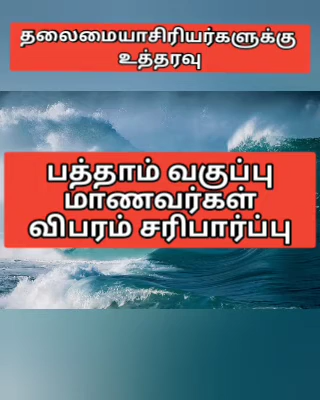 தலைமையாசிரியர்களுக்கு
உத்தரவு
பத்தாம் வகுப்பு
மாணவர்கள்
விபரம் சரிபார்ப்பு